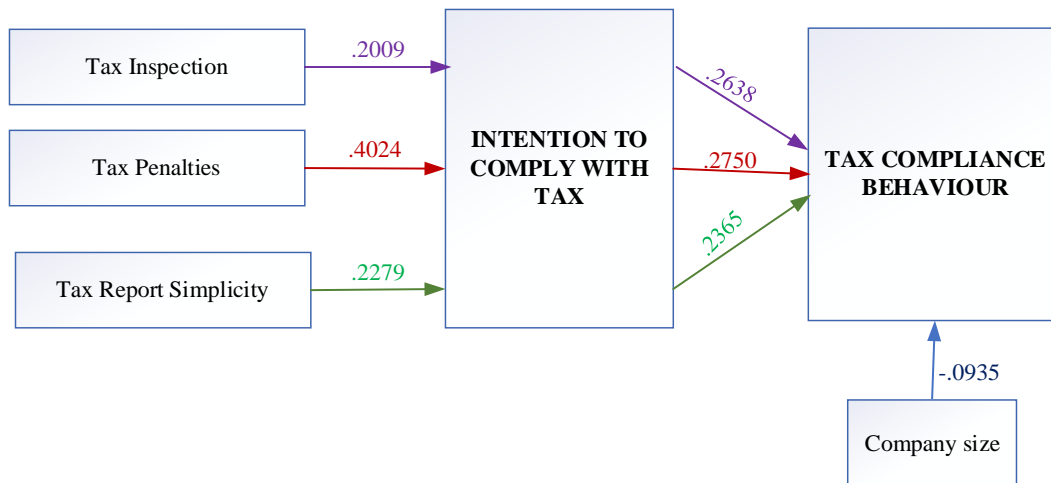 Tax Inspection
.2009
.2638
Tax Penalties
.4024
INTENTION TO
COMPLY WITH
TAX
.2750
TAX COMPLIANCE
BEHAVIOUR
Tax Report Simplicity
.2279
.2365
-.0935
Company size